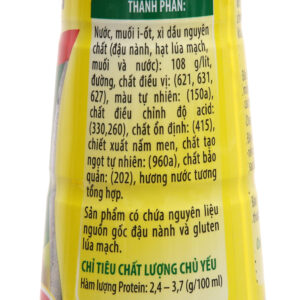 THÀNH PHẦN:
Nước, muối i-ốt, xì dầu nguyên
chất (đậu nành, hạt lúa mạch,
muối và nước): 108 g/lít,
đường, chất điều vị: (621, 631,
627), màu tự nhiên: (150a),
chất điều chỉnh độ acid:
(330,260), chất ổn định: (415),
chiết xuất nấm men, chất tạo
ngọt tự nhiên: (960a), chất bảo
quản: (202), hương nước tương
tổng hợp.
Sản phẩm có chứa nguyên liệu
nguồn gốc đậu nành và gluten
lúa mạch.
CHỈ TIÊU CHẤT LƯỢNG CHỦ YẾU
Hàm lượng Protein: 2,4 – 3,7 (g/100 ml)